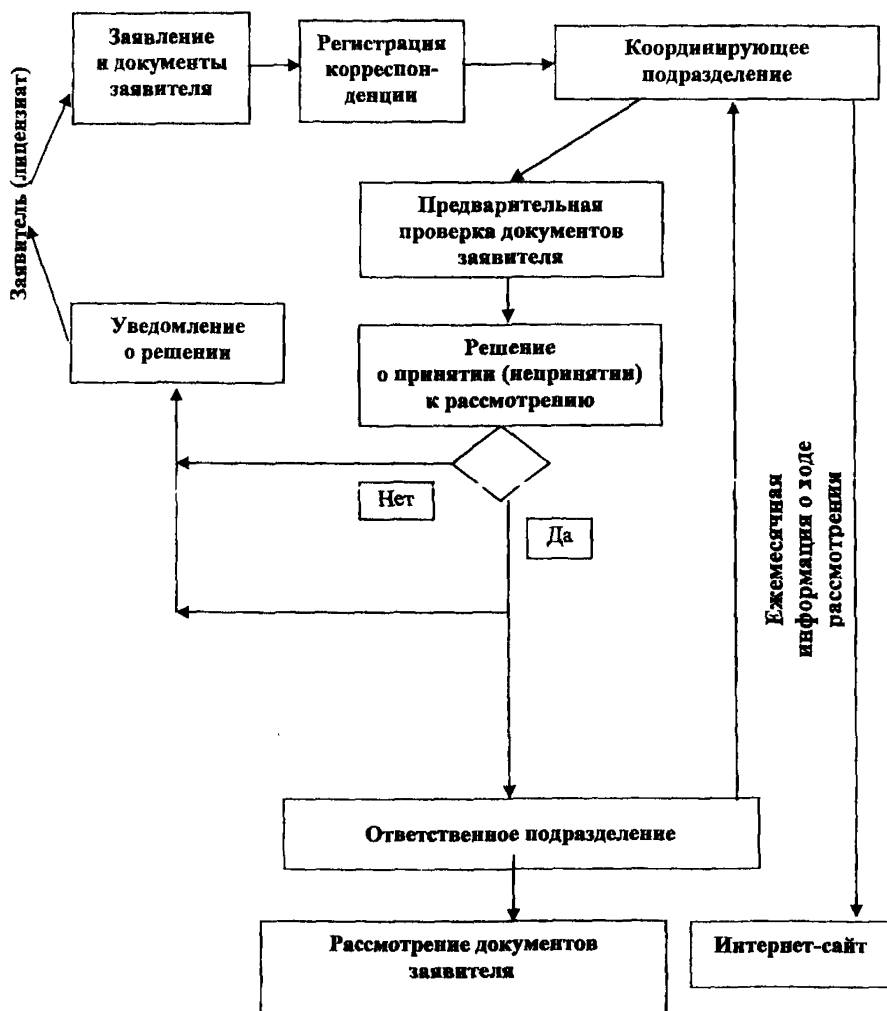 Заявитель (лицензиат)
Заявление
и документы
заявителя
Регистрация
корреспон-
денции
Координирующее
подразделение
Предварительная
проверка документов
заявителя
Уведомление
о решении
Решение
о принятии (непринятии)
к рассмотрению
Нет
Да
Ежемесячная
информация о ходе
рассмотрения
Ответственное подразделение
Рассмотрение документов
заявителя
Интернет-сайт